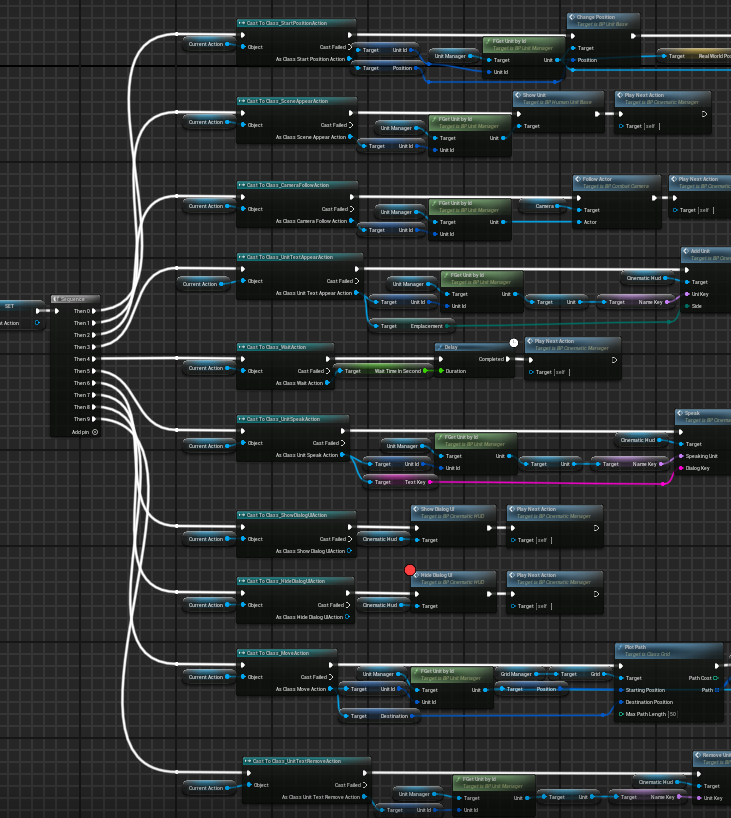 Cast To Class_StartPositionAction
Change Position
Target is BP Unit Base
Current Action
Object
Cast Failed
As Class Start Position Action
Target
Unit Id
Target
Position
Unit Manager
Get Unit by Id
Target is BP Unit Manager
Target
Unit
Unit Id
Target
Position
Target
Real World Po
Cast To Class_SceneAppearAction
Current Action
Object
Cast Failed
As Class Scene Appear Action
Unit Manager
Target
Unit Id
Get Unit by Id
Target is BP Unit Manager
Target
Unit
Unit Id
Show Unit
Target is BP Human Unit Base
Target
Play Next Action
Target is BP Cinematic Manager
Target
self
Cast To Class_CameraFollowAction
Current Action
Object
Cast Failed
As Class Camera Follow Action
Unit Manager
Target
Unit Id
Get Unit by Id
Target is BP Unit Manager
Target
Unit
Unit Id
Camera
Follow Actor
Target is BP Combat Camera
Target
Actor
Play Next Action
Target is BP Cinematic
Target
self
Cast To Class_UnitTextAppearAction
Current Action
Object
Cast Failed
As Class Unit Text Appear Action
Unit Manager
Target
Unit Id
Target
Emplacement
Get Unit by Id
Target is BP Unit Manager
Target
Unit
Unit Id
Target
Unit
Target
Name Key
Cinematic Hud
Add Unit
Target is BP Cine
Target
Unit Key
Side
SET
t Action
Sequence
Then 0
Then 1
Then 2
Then 3
Then 4
Then 5
Then 6
Then 7
Then 8
Then 9
Add pin
Cast To Class_WaitAction
Current Action
Object
Cast Failed
As Class Wait Action
Target
Wait Time In Second
Delay
Completed
Duration
Play Next Action
Target is BP Cinematic Manager
Target
self
Cast To Class_UnitSpeakAction
Current Action
Object
Cast Failed
As Class Unit Speak Action
Unit Manager
Target
Unit Id
Target
Text Key
Get Unit by Id
Target is BP Unit Manager
Target
Unit
Unit Id
Target
Unit
Target
Name Key
Cinematic Hud
Speak
Target is BP Cinema
Target
Speaking Unit
Dialog Key
Cast To Class_ShowDialogUIAction
Current Action
Object
Cast Failed
As Class Show Dialog UIAction
Cinematic Hud
Show Dialog UI
Target is BP Cinematic HUD
Target
Play Next Action
Target is BP Cinematic Manager
Target
self
Cast To Class_HideDialogUIAction
Current Action
Object
Cast Failed
As Class Hide Dialog UIAction
Cinematic Hud
Hide Dialog UI
Target is BP Cinematic HUD
Target
Play Next Action
Target is BP Cinematic Manager
Target
self
Cast To Class_MoveAction
Current Action
Object
Cast Failed
As Class Move Action
Unit Manager
Target
Unit Id
Target
Destination
Get Unit by Id
Target is BP Unit Manager
Target
Unit
Unit Id
Grid Manager
Target
Grid
Target
Position
Plot Path
Target is Class Grid
Target
Path Cost
Starting Position
Path
Destination Position
Max Path Length
50
Cast To Class_UnitTextRemoveAction
Current Action
Object
Cast Failed
As Class Unit Text Remove Action
Unit Manager
Target
Unit Id
Get Unit by Id
Target is BP Unit Manager
Target
Unit
Unit Id
Target
Unit
Target
Name Key
Cinematic Hud
Remove Unit
Target is BP
Target
Unit Key